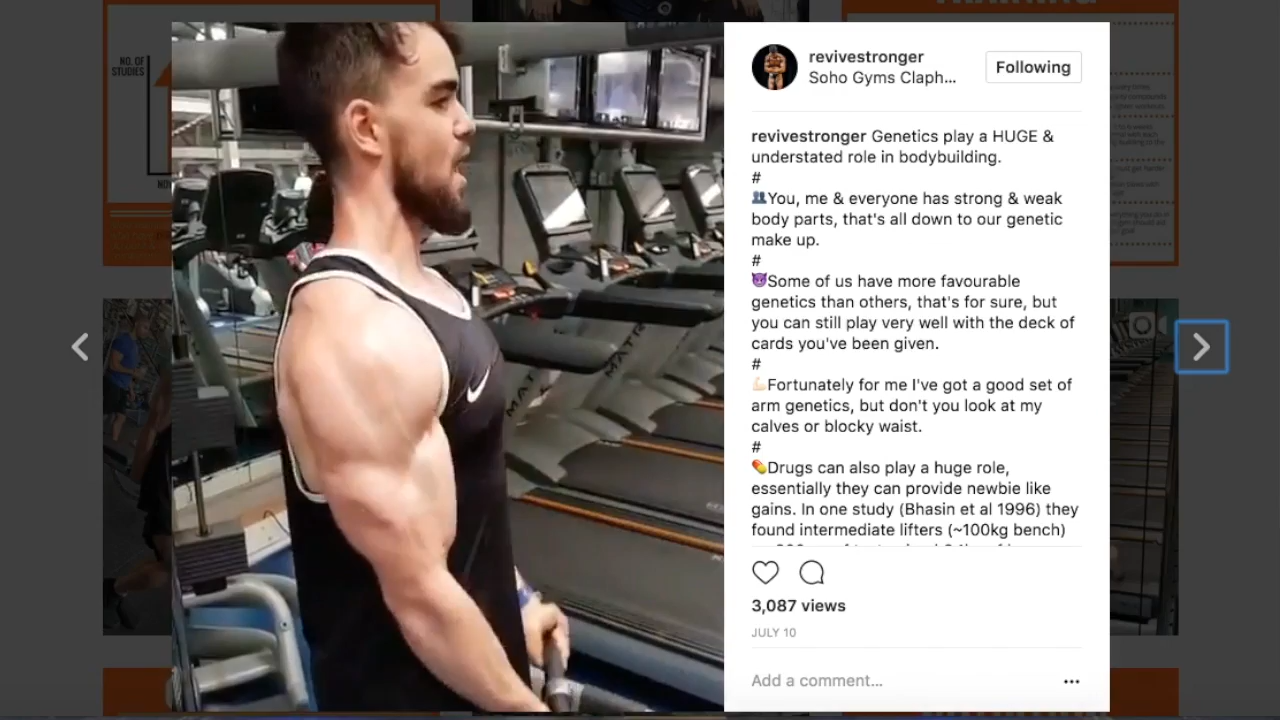 NO. OF
STUDIES
revivestronger
Soho Gyms Claph...
Following
revivestronger Genetics play a HUGE &
understated role in bodybuilding.
#
👥You, me & everyone has strong & weak
body parts, that's all down to our genetic
make up.
#
😈Some of us have more favourable
genetics than others, that's for sure, but
you can still play very well with the deck of
cards you've been given.
#
💪🏻Fortunately for me I've got a good set of
arm genetics, but don't you look at my
calves or blocky waist.
#
💊Drugs can also play a huge role,
essentially they can provide newbie like
gains. In one study (Bhasin et al 1996) they
found intermediate lifters (~100kg bench)
3,087 views
JULY 10
Add a comment...
MATRIX